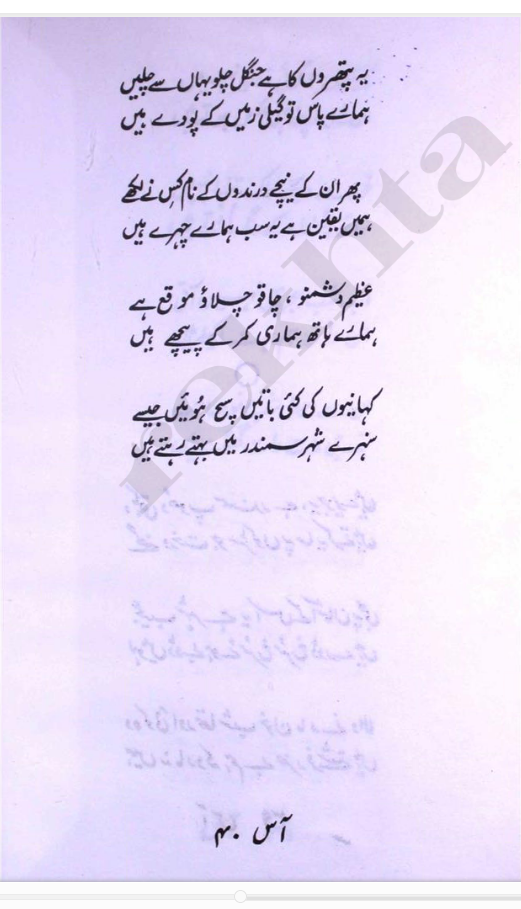 یہ پتھروں کا ہے جنگل چلو یہاں سے چلیں
ہمارے پاس تو گیلی زمیں کے پودے ہیں
پھر ان کے نیچے درندوں کے نام کس نے لکھے
ہمیں یقین ہے یہ سب ہمارے چہرے ہیں
عظیم دشمنو ، چاقو چلاؤ موقع ہے
ہمارے ہاتھ ہماری کمر کے پیچھے ہیں
کہانیوں کی کئی باتیں سچ ہوئیں جیسے
سنہرے شہر سمندر میں بہتے رہتے ہیں
آس ۴۰
rekhta